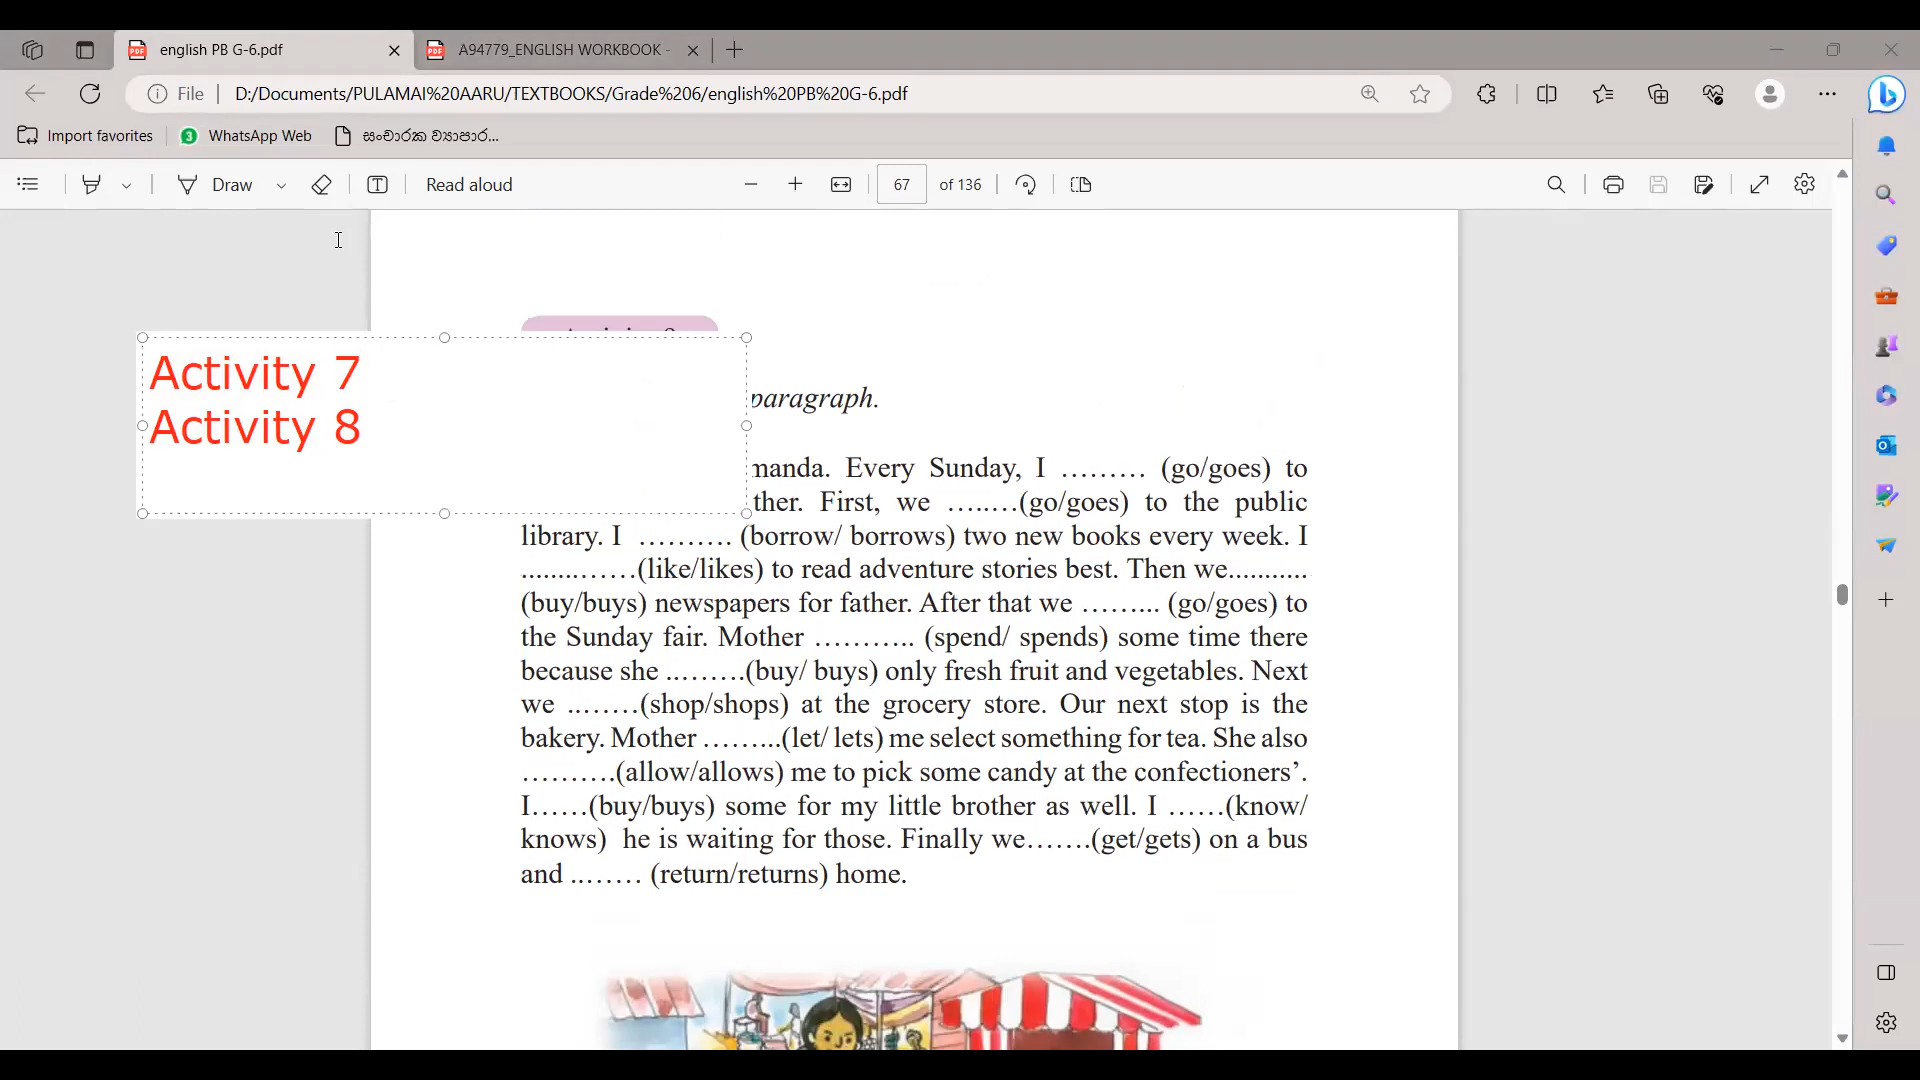 english PB G-6.pdf
A94779_ENGLISH WORKBOOK -
File
D:/Documents/PULAMAI%20AARU/TEXTBOOKS/Grade%206/english%20PB%20G-6.pdf
Import favorites
3 WhatsApp Web
සංචාරක ව්‍යාපාර...
Draw
Read aloud
67 of 136
Activity 7
Activity 8
paragraph.
manda. Every Sunday, I ……… (go/goes) to
ther. First, we …..…(go/goes) to the public
library. I ………. (borrow/ borrows) two new books every week. I
........……(like/likes) to read adventure stories best. Then we...........
(buy/buys) newspapers for father. After that we ……... (go/goes) to
the Sunday fair. Mother ……….. (spend/ spends) some time there
because she ..…….(buy/ buys) only fresh fruit and vegetables. Next
we ..……(shop/shops) at the grocery store. Our next stop is the
bakery. Mother ……...(let/ lets) me select something for tea. She also
……….(allow/allows) me to pick some candy at the confectioners’.
I……(buy/buys) some for my little brother as well. I ……(know/
knows) he is waiting for those. Finally we…….(get/gets) on a bus
and ..…… (return/returns) home.